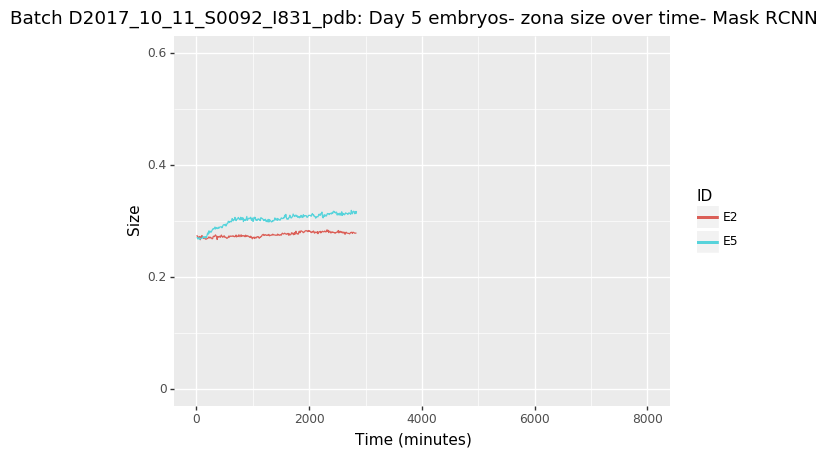 Batch D2017_10_11_S0092_I831_pdb: Day 5 embryos- zona size over time- Mask RCNN
0.6
0.4
0.2
0
Size
0 2000 4000 6000 8000
Time (minutes)
ID
E2
E5